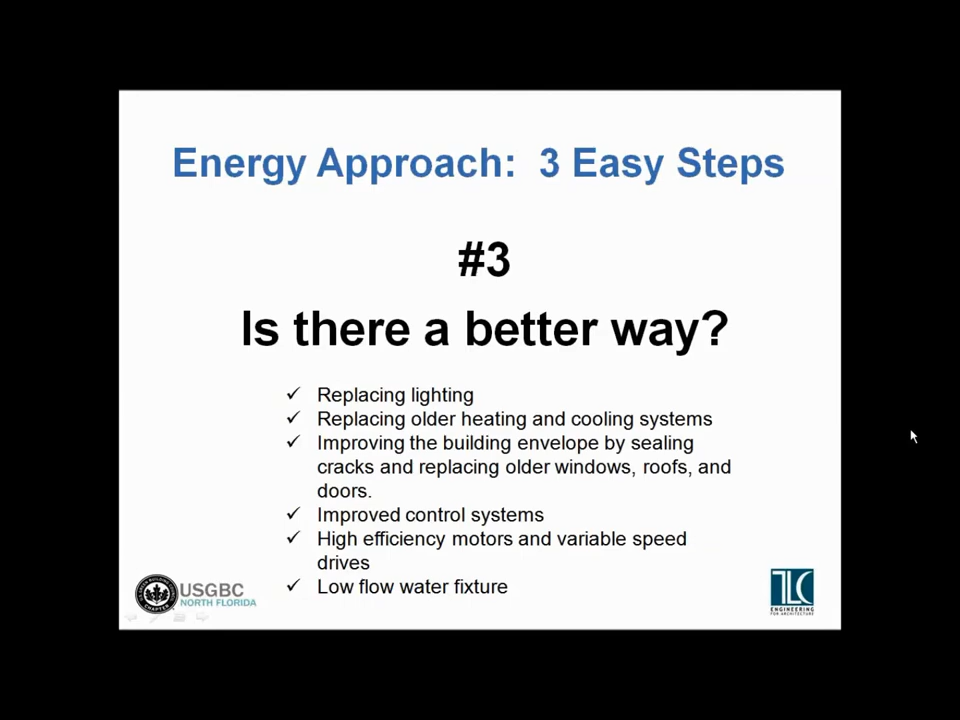 Energy Approach: 3 Easy Steps
#3
Is there a better way?
✓ Replacing lighting
✓ Replacing older heating and cooling systems
✓ Improving the building envelope by sealing
cracks and replacing older windows, roofs, and
doors.
✓ Improved control systems
✓ High efficiency motors and variable speed
drives
✓ Low flow water fixture
CHAPTER
USGBC
NORTH FLORIDA
TLC
ENGINEERING
FOR ARCHITECTURE